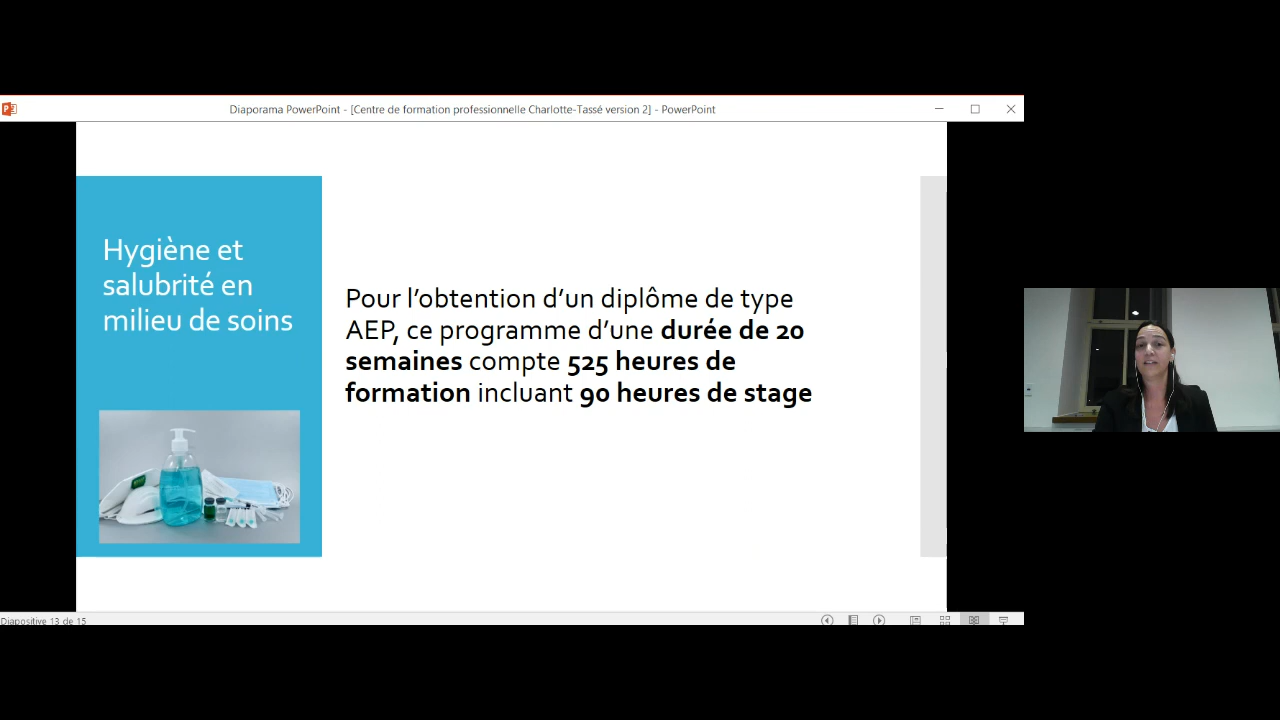 Diaporama PowerPoint - [Centre de formation professionnelle Charlotte-Tassé version 2] - PowerPoint
Hygiène et
salubrité en
milieu de soins
Pour l’obtention d’un diplôme de type
AEP, ce programme d’une durée de 20
semaines compte 525 heures de
formation incluant 90 heures de stage
Diapositive 13 de 15